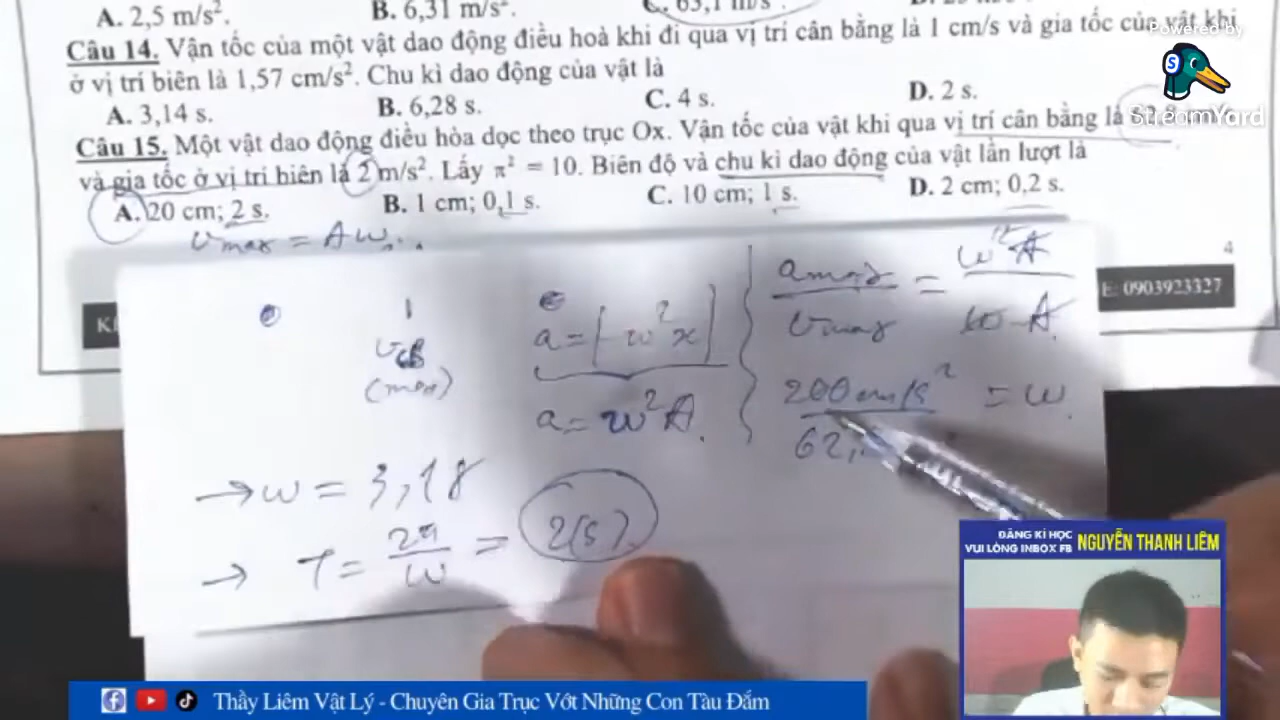 A. 2,5 m/s².
B. 6,31 m/s².
C. 63,1 m/s².
Câu 14. Vận tốc của một vật dao động điều hoà khi đi qua vị trí cân bằng là 1 cm/s và gia tốc của vật khi
ở vị trí biên là 1,57 cm/s². Chu kì dao động của vật là
A. 3,14 s.
B. 6,28 s.
C. 4 s.
D. 2 s.
Câu 15. Một vật dao động điều hòa dọc theo trục Ox. Vận tốc của vật khi qua vị trí cân bằng là
và gia tốc ở vị trí biên là 2 m/s². Lấy π² = 10. Biên độ và chu kì dao động của vật lần lượt là
A. 20 cm; 2 s.
B. 1 cm; 0,1 s.
C. 10 cm; 1 s.
D. 2 cm; 0,2 s.
Powered by
StreamYard
vmax = Aω
4
E: 0903923327
vCB
(max)
a = |-ω²x|
a = ω²A.
amax / vmax = ω²A / ω A
200 cm/s² / 62, = ω
→ ω = 3,18
→ T = 2π/ω = 2(s).
ĐĂNG KÍ HỌC
VUI LÒNG INBOX FB
NGUYỄN THANH LIÊM
Thầy Liêm Vật Lý - Chuyên Gia Trục Vớt Những Con Tàu Đắm